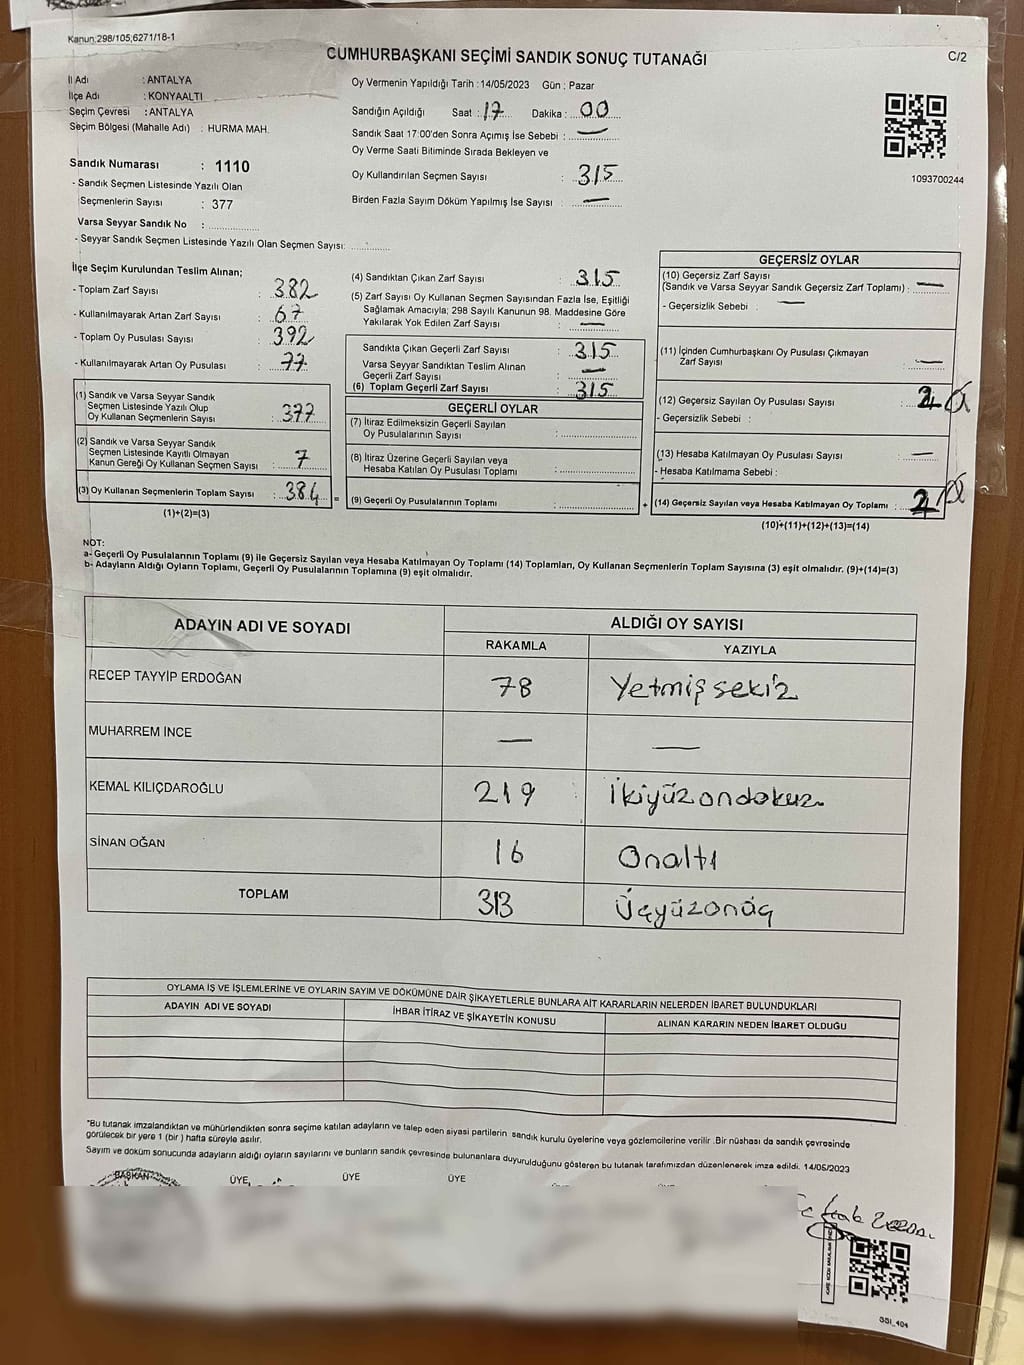 Kanun:298/105,6271/18-1
CUMHURBAŞKANI SEÇİMİ SANDIK SONUÇ TUTANAĞI
C/2
İl Adı : ANTALYA
İlçe Adı : KONYAALTI
Seçim Çevresi : ANTALYA
Seçim Bölgesi (Mahalle Adı) : HURMA MAH.
Oy Vermenin Yapıldığı Tarih :14/05/2023 Gün : Pazar
Sandığın Açıldığı Saat : 17 Dakika : 00
Sandık Saat 17:00'den Sonra Açımış İse Sebebi : —
Oy Verme Saati Bitiminde Sırada Bekleyen ve
Oy Kullandırılan Seçmen Sayısı : 315
Birden Fazla Sayım Döküm Yapılmış İse Sayısı : —
1093700244
Sandık Numarası : 1110
- Sandık Seçmen Listesinde Yazılı Olan
Seçmenlerin Sayısı : 377
Varsa Seyyar Sandık No :
- Seyyar Sandık Seçmen Listesinde Yazılı Olan Seçmen Sayısı:
İlçe Seçim Kurulundan Teslim Alınan;
- Toplam Zarf Sayısı : 382
- Kullanılmayarak Artan Zarf Sayısı : 67
- Toplam Oy Pusulası Sayısı : 392
- Kullanılmayarak Artan Oy Pusulası : 77
(1) Sandık ve Varsa Seyyar Sandık
Seçmen Listesinde Yazılı Olup
Oy Kullanan Seçmenlerin Sayısı : 377
(2) Sandık ve Varsa Seyyar Sandık
Seçmen Listesinde Kayıtlı Olmayan
Kanun Gereği Oy Kullanan Seçmen Sayısı : 7
(3) Oy Kullanan Seçmenlerin Toplam Sayısı : 384 =
(1)+(2)=(3)
(4) Sandıktan Çıkan Zarf Sayısı : 315
(5) Zarf Sayısı Oy Kullanan Seçmen Sayısından Fazla İse, Eşitliği
Sağlamak Amacıyla; 298 Sayılı Kanunun 98. Maddesine Göre
Yakılarak Yok Edilen Zarf Sayısı : —
Sandıkta Çıkan Geçerli Zarf Sayısı : 315
Varsa Seyyar Sandıktan Teslim Alınan
Geçerli Zarf Sayısı : —
(6) Toplam Geçerli Zarf Sayısı : 315
GEÇERLİ OYLAR
(7) İtiraz Edilmeksizin Geçerli Sayılan
Oy Pusulalarının Sayısı :
(8) İtiraz Üzerine Geçerli Sayılan veya
Hesaba Katılan Oy Pusulası Toplamı :
(9) Geçerli Oy Pusulalarının Toplamı : +
GEÇERSİZ OYLAR
(10) Geçersiz Zarf Sayısı
(Sandık ve Varsa Seyyar Sandık Geçersiz Zarf Toplamı) : —
- Geçersizlik Sebebi : —
(11) İçinden Cumhurbaşkanı Oy Pusulası Çıkmayan
Zarf Sayısı : —
(12) Geçersiz Sayılan Oy Pusulası Sayısı : 2
- Geçersizlik Sebebi :
(13) Hesaba Katılmayan Oy Pusulası Sayısı : —
- Hesaba Katılmama Sebebi :
(14) Geçersiz Sayılan veya Hesaba Katılmayan Oy Toplamı : 2
(10)+(11)+(12)+(13)=(14)
NOT:
a- Geçerli Oy Pusulalarının Toplamı (9) ile Geçersiz Sayılan veya Hesaba Katılmayan Oy Toplamı (14) Toplamları, Oy Kullanan Seçmenlerin Toplam Sayısına (3) eşit olmalıdır. (9)+(14)=(3)
b- Adayların Aldığı Oyların Toplamı, Geçerli Oy Pusulalarının Toplamına (9) eşit olmalıdır.
ADAYIN ADI VE SOYADI
ALDIĞI OY SAYISI
RAKAMLA YAZIYLA
RECEP TAYYİP ERDOĞAN 78 Yetmiş sekiz
MUHARREM İNCE — —
KEMAL KILIÇDAROĞLU 219 İkiyüz ondokuz
SİNAN OĞAN 16 Onaltı
TOPLAM 313 Üçyüzonüç
OYLAMA İŞ VE İŞLEMLERİNE VE OYLARIN SAYIM VE DÖKÜMÜNE DAİR ŞİKAYETLERLE BUNLARA AİT KARARLARIN NELERDEN İBARET BULUNDUKLARI
ADAYIN ADI VE SOYADI İHBAR İTİRAZ VE ŞİKAYETİN KONUSU ALINAN KARARIN NEDEN İBARET OLDUĞU
*Bu tutanak imzalandıktan ve mühürlendikten sonra seçime katılan adayların ve talep eden siyasi partilerin sandık kurulu üyelerine veya gözlemcilerine verilir .Bir nüshası da sandık çevresinde
görülecek bir yere 1 (bir ) hafta süreyle asılır.
Sayım ve döküm sonucunda adayların aldığı oyların sayılarını ve bunların sandık çevresinde bulunanlara duyurulduğunu gösteren bu tutanak tarafımızdan düzenlenerek imza edildi. 14/05/2023
BAŞKAN ÜYE ÜYE ÜYE